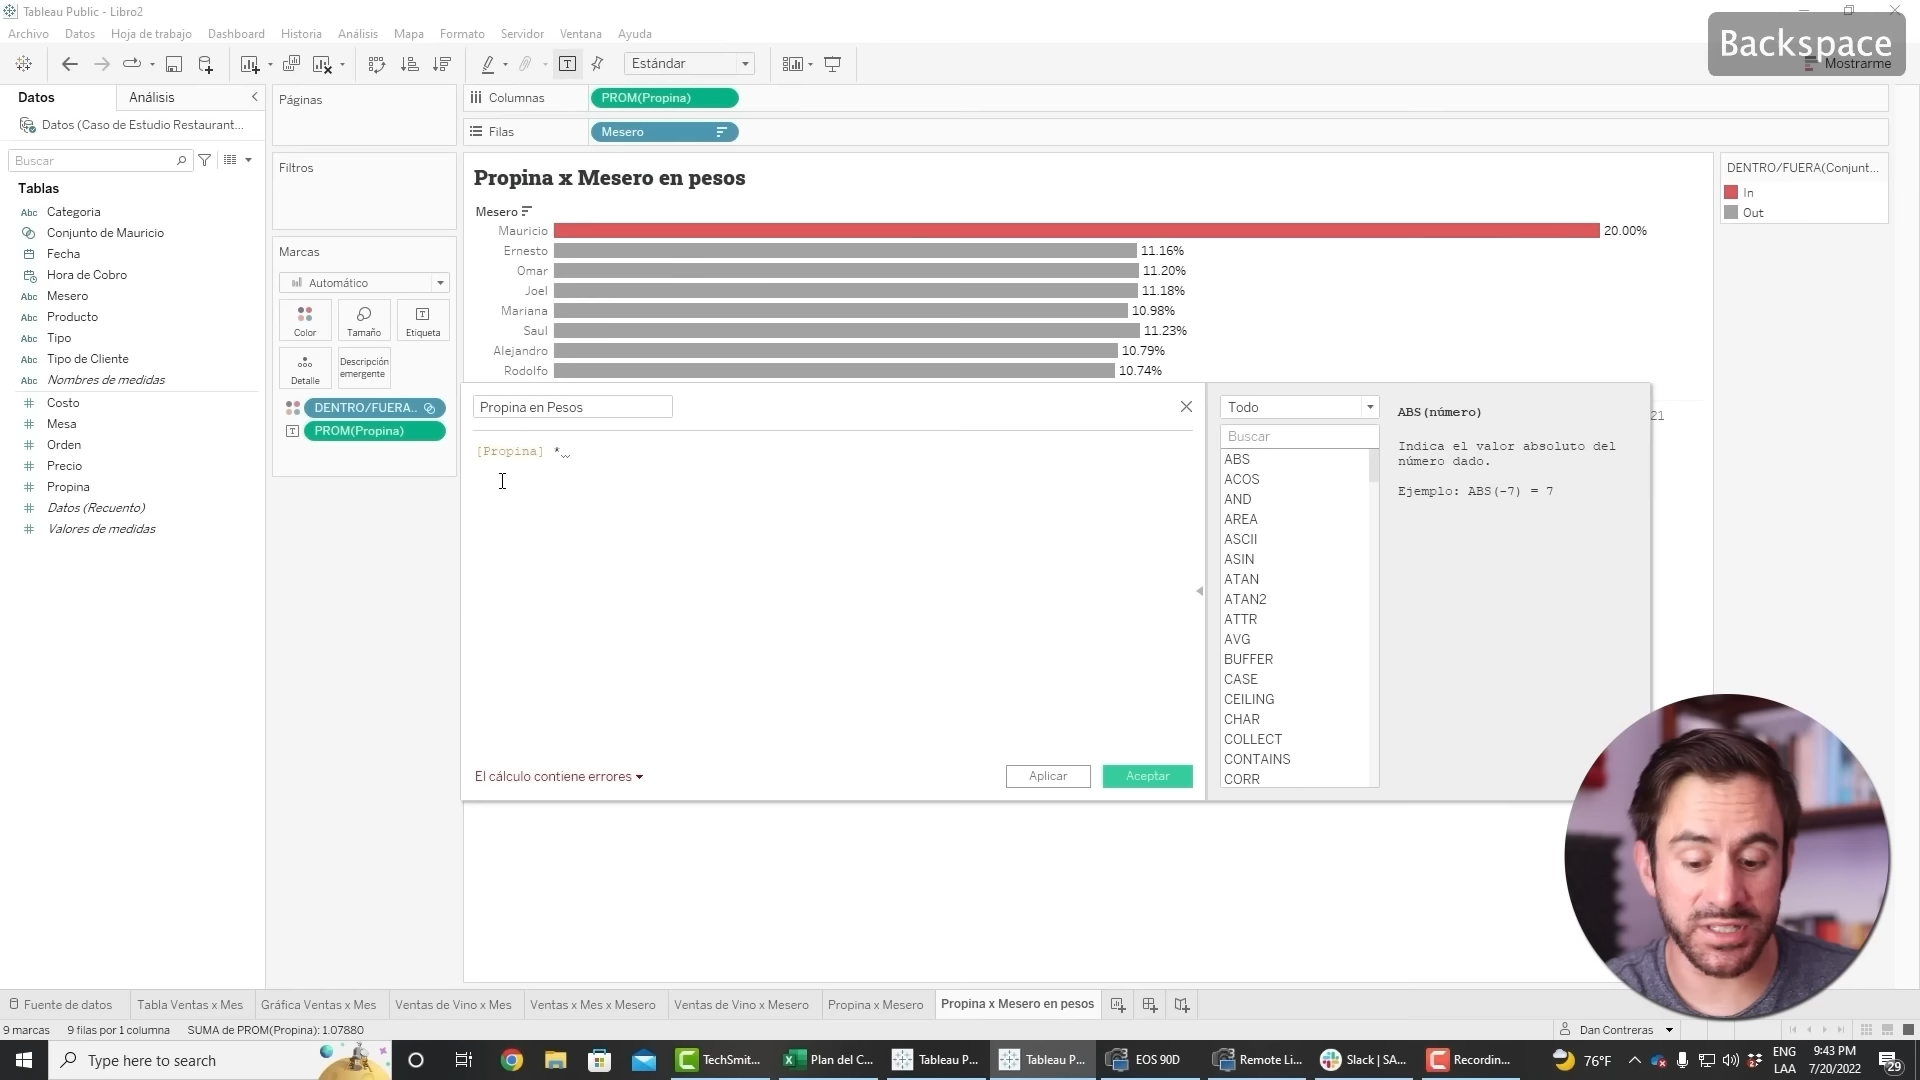 Tableau Public - Libro2
Backspace
Archivo Datos Hoja de trabajo Dashboard Historia Análisis Mapa Formato Servidor Ventana Ayuda
Estándar
Mostrarme
Datos Análisis
Datos (Caso de Estudio Restaurant...
Buscar
Tablas
Abc Categoria
Conjunto de Mauricio
Fecha
Hora de Cobro
Abc Mesero
Abc Producto
Abc Tipo
Abc Tipo de Cliente
Abc Nombres de medidas
# Costo
# Mesa
# Orden
# Precio
# Propina
# Datos (Recuento)
# Valores de medidas
Páginas
Filtros
Marcas
Automático
Color Tamaño Etiqueta
Detalle Descripción emergente
DENTRO/FUERA..
PROM(Propina)
Columnas PROM(Propina)
Filas Mesero
Propina x Mesero en pesos
Mesero
Mauricio 20.00%
Ernesto 11.16%
Omar 11.20%
Joel 11.18%
Mariana 10.98%
Saul 11.23%
Alejandro 10.79%
Rodolfo 10.74%
21
DENTRO/FUERA(Conjunt...
In
Out
Propina en Pesos
[Propina] *
El cálculo contiene errores
Aplicar Aceptar
Todo
Buscar
ABS
ACOS
AND
AREA
ASCII
ASIN
ATAN
ATAN2
ATTR
AVG
BUFFER
CASE
CEILING
CHAR
COLLECT
CONTAINS
CORR
ABS(número)
Indica el valor absoluto del
número dado.
Ejemplo: ABS(-7) = 7
Fuente de datos Tabla Ventas x Mes Gráfica Ventas x Mes Ventas de Vino x Mes Ventas x Mes x Mesero Ventas de Vino x Mesero Propina x Mesero Propina x Mesero en pesos
9 marcas 9 filas por 1 columna SUMA de PROM(Propina): 1.07880
Dan Contreras
Type here to search
TechSmit... Plan del C... Tableau P... Tableau P... EOS 90D Remote Li... Slack | SA... Recordin...
76°F
ENG
LAA
9:43 PM
7/20/2022
29